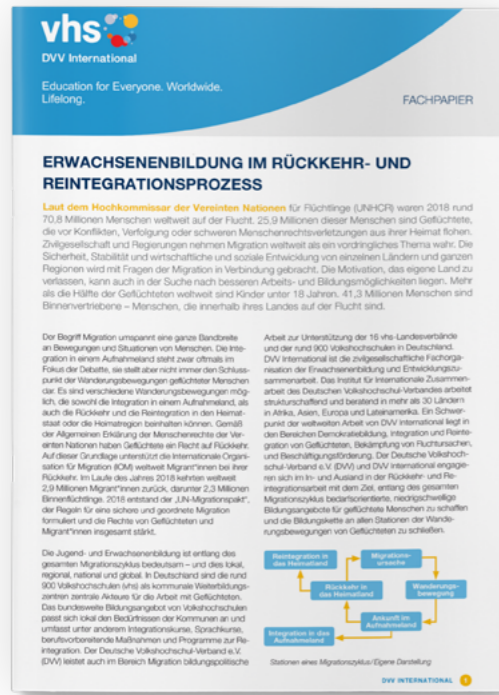 vhs
DVV International
Education for Everyone. Worldwide.
Lifelong.
FACHPAPIER
ERWACHSENENBILDUNG IM RÜCKKEHR- UND
REINTEGRATIONSPROZESS
Laut dem Hochkommissar der Vereinten Nationen für Flüchtlinge (UNHCR) waren 2018 rund
70,8 Millionen Menschen weltweit auf der Flucht. 25,9 Millionen dieser Menschen sind Geflüchtete,
die vor Konflikten, Verfolgung oder schweren Menschenrechtsverletzungen aus ihrer Heimat flohen.
Zivilgesellschaft und Regierungen nehmen Migration weltweit als ein vordringliches Thema wahr. Die
Sicherheit, Stabilität und wirtschaftliche und soziale Entwicklung von einzelnen Ländern und ganzen
Regionen wird mit Fragen der Migration in Verbindung gebracht. Die Motivation, das eigene Land zu
verlassen, kann auch in der Suche nach besseren Arbeits- und Bildungsmöglichkeiten liegen. Mehr
als die Hälfte der Geflüchteten weltweit sind Kinder unter 18 Jahren. 41,3 Millionen Menschen sind
Binnenvertriebene – Menschen, die innerhalb ihres Landes auf der Flucht sind.
Der Begriff Migration umspannt eine ganze Bandbreite
an Bewegungen und Situationen von Menschen. Die Inte-
gration in einem Aufnahmeland steht zwar oftmals im
Fokus der Debatte, sie stellt aber nicht immer den Schluss-
punkt der Wanderungsbewegungen geflüchteter Menschen
dar. Es sind verschiedene Wanderungsbewegungen mög-
lich, die sowohl die Integration in einem Aufnahmeland, als
auch die Rückkehr und die Reintegration in den Heimat-
staat oder die Heimatregion beinhalten können. Gemäß
der Allgemeinen Erklärung der Menschenrechte der Ver-
einten Nationen haben Geflüchtete ein Recht auf Rückkehr.
Auf dieser Grundlage unterstützt die Internationale Organi-
sation für Migration (IOM) weltweit Migrant*innen bei ihrer
Rückkehr. Im Laufe des Jahres 2018 kehrten weltweit
2,9 Millionen Migrant*innen zurück, darunter 2,3 Millionen
Binnenflüchtlinge. 2018 entstand der „UN-Migrationspakt",
der Regeln für eine sichere und geordnete Migration
formuliert und die Rechte von Geflüchteten und
Migrant*innen insgesamt stärkt.
Die Jugend- und Erwachsenenbildung ist entlang des
gesamten Migrationszyklus bedeutsam – und dies lokal,
regional, national und global. In Deutschland sind die rund
900 Volkshochschulen (vhs) als kommunale Weiterbildungs-
zentren zentrale Akteure für die Arbeit mit Geflüchteten.
Das bundesweite Bildungsangebot von Volkshochschulen
passt sich lokal den Bedürfnissen der Kommunen an und
umfasst unter anderem Integrationskurse, Sprachkurse,
berufsvorbereitende Maßnahmen und Programme zur Re-
integration. Der Deutsche Volkshochschul-Verband e.V.
(DVV) leistet auch im Bereich Migration bildungspolitische
Arbeit zur Unterstützung der 16 vhs-Landesverbände
und der rund 900 Volkshochschulen in Deutschland.
DVV International ist die zivilgesellschaftliche Fachorga-
nisation der Erwachsenenbildung und Entwicklungszu-
sammenarbeit. Das Institut für Internationale Zusammen-
arbeit des Deutschen Volkshochschul-Verbandes arbeitet
strukturschaffend und beratend in mehr als 30 Ländern
in Afrika, Asien, Europa und Lateinamerika. Ein Schwer-
punkt der weltweiten Arbeit von DVV International liegt in
den Bereichen Demokratiebildung, Integration und Reinte-
gration von Geflüchteten, Bekämpfung von Fluchtursachen,
und Beschäftigungsförderung. Der Deutsche Volkshoch-
schul-Verband e.V. (DVV) und DVV International engagie-
ren sich im In- und Ausland in der Rückkehr- und Re-
integrationsarbeit mit dem Ziel, entlang des gesamten
Migrationszyklus bedarfsorientierte, niedrigschwellige
Bildungsangebote für geflüchtete Menschen zu schaffen
und die Bildungskette an allen Stationen der Wande-
rungsbewegungen von Geflüchteten zu schließen.
Reintegration in
das Heimatland
Migrations-
ursache
Rückkehr in
das Heimatland
Wanderungs-
bewegung
Ankunft im
Aufnahmeland
Integration in das
Aufnahmeland
Stationen eines Migrationszyklus/Eigene Darstellung
DVV INTERNATIONAL 1